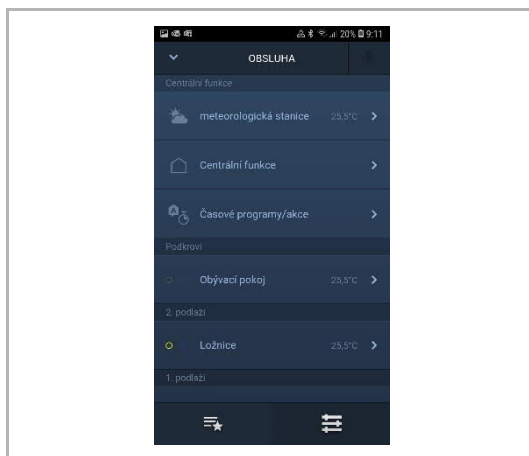 20% 9:11
OBSLUHA
Centrální funkce
meteorologická stanice 25,5°C
Centrální funkce
Časové programy/akce
Podkroví
Obývací pokoj 25,5°C
2. podlaží
Ložnice 25,5°C
1. podlaží